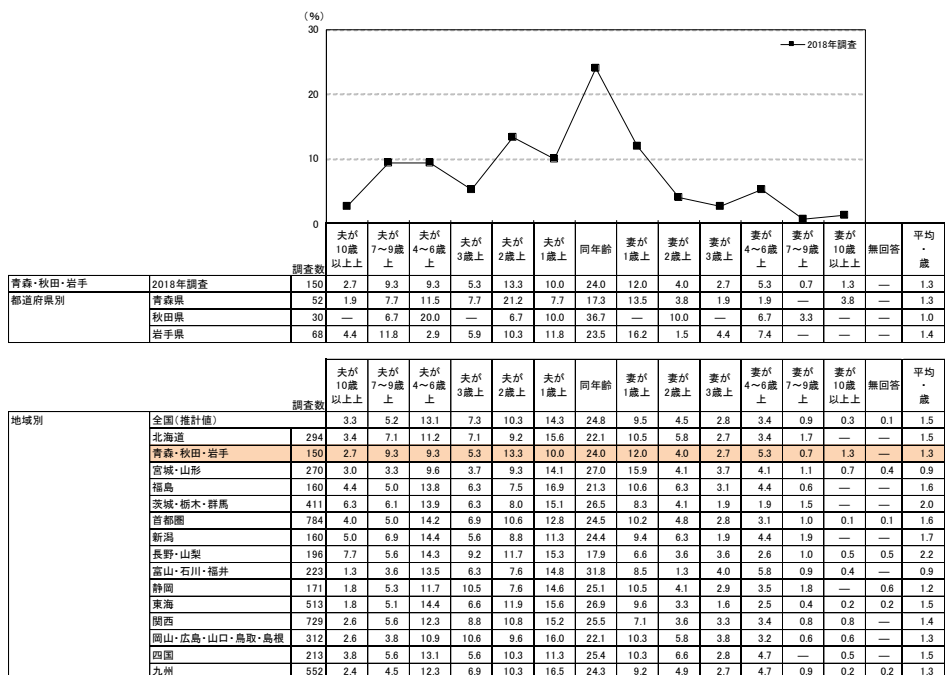 （％）
30
20
10
0
2018年調査
調査数 夫が10歳以上上 夫が7～9歳上 夫が4～6歳上 夫が3歳上 夫が2歳上 夫が1歳上 同年齢 妻が1歳上 妻が2歳上 妻が3歳上 妻が4～6歳上 妻が7～9歳上 妻が10歳以上上 無回答 平均・歳
青森・秋田・岩手 2018年調査 150 2.7 9.3 9.3 5.3 13.3 10.0 24.0 12.0 4.0 2.7 5.3 0.7 1.3 ― 1.3
都道府県別 青森県 52 1.9 7.7 11.5 7.7 21.2 7.7 17.3 13.5 3.8 1.9 1.9 ― 3.8 ― 1.3
秋田県 30 ― 6.7 20.0 ― 6.7 10.0 36.7 ― 10.0 ― 6.7 3.3 ― ― 1.0
岩手県 68 4.4 11.8 2.9 5.9 10.3 11.8 23.5 16.2 1.5 4.4 7.4 ― ― ― 1.4
調査数 夫が10歳以上上 夫が7～9歳上 夫が4～6歳上 夫が3歳上 夫が2歳上 夫が1歳上 同年齢 妻が1歳上 妻が2歳上 妻が3歳上 妻が4～6歳上 妻が7～9歳上 妻が10歳以上上 無回答 平均・歳
地域別 全国（推計値） 3.3 5.2 13.1 7.3 10.3 14.3 24.8 9.5 4.5 2.8 3.4 0.9 0.3 0.1 1.5
北海道 294 3.4 7.1 11.2 7.1 9.2 15.6 22.1 10.5 5.8 2.7 3.4 1.7 ― ― 1.5
青森・秋田・岩手 150 2.7 9.3 9.3 5.3 13.3 10.0 24.0 12.0 4.0 2.7 5.3 0.7 1.3 ― 1.3
宮城・山形 270 3.0 3.3 9.6 3.7 9.3 14.1 27.0 15.9 4.1 3.7 4.1 1.1 0.7 0.4 0.9
福島 160 4.4 5.0 13.8 6.3 7.5 16.9 21.3 10.6 6.3 3.1 4.4 0.6 ― ― 1.6
茨城・栃木・群馬 411 6.3 6.1 13.9 6.3 8.0 15.1 26.5 8.3 4.1 1.9 1.9 1.5 ― ― 2.0
首都圏 784 4.0 5.0 14.2 6.9 10.6 12.8 24.5 10.2 4.8 2.8 3.1 1.0 0.1 0.1 1.6
新潟 160 5.0 6.9 14.4 5.6 8.8 11.3 24.4 9.4 6.3 1.9 4.4 1.9 ― ― 1.7
長野・山梨 196 7.7 5.6 14.3 9.2 11.7 15.3 17.9 6.6 3.6 3.6 2.6 1.0 0.5 0.5 2.2
富山・石川・福井 223 1.3 3.6 13.5 6.3 7.6 14.8 31.8 8.5 1.3 4.0 5.8 0.9 0.4 ― 0.9
静岡 171 1.8 5.3 11.7 10.5 7.6 14.6 25.1 10.5 4.1 2.9 3.5 1.8 ― 0.6 1.2
東海 513 1.8 5.1 14.4 6.6 11.9 15.6 26.9 9.6 3.3 1.6 2.5 0.4 0.2 0.2 1.5
関西 729 2.6 5.6 12.3 8.8 10.8 15.2 25.5 7.1 3.6 3.3 3.4 0.8 0.8 ― 1.4
岡山・広島・山口・鳥取・島根 312 2.6 3.8 10.9 10.6 9.6 16.0 22.1 10.3 5.8 3.8 3.2 0.6 0.6 ― 1.3
四国 213 3.8 5.6 13.1 5.6 10.3 11.3 25.4 10.3 6.6 2.8 4.7 ― 0.5 ― 1.5
九州 552 2.4 4.5 12.3 6.9 10.3 16.5 24.3 9.2 4.9 2.7 4.7 0.9 0.2 0.2 1.3